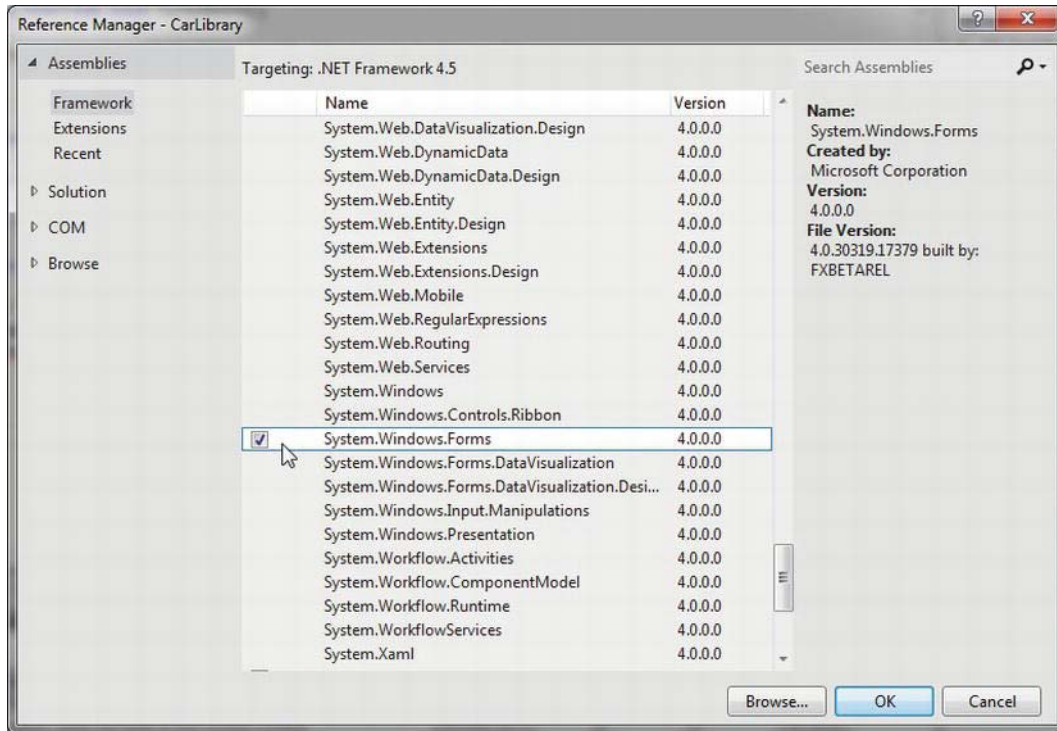 Reference Manager - CarLibrary
Assemblies
Framework
Extensions
Recent
Solution
COM
Browse
Targeting: .NET Framework 4.5
Name Version
System.Web.DataVisualization.Design 4.0.0.0
System.Web.DynamicData 4.0.0.0
System.Web.DynamicData.Design 4.0.0.0
System.Web.Entity 4.0.0.0
System.Web.Entity.Design 4.0.0.0
System.Web.Extensions 4.0.0.0
System.Web.Extensions.Design 4.0.0.0
System.Web.Mobile 4.0.0.0
System.Web.RegularExpressions 4.0.0.0
System.Web.Routing 4.0.0.0
System.Web.Services 4.0.0.0
System.Windows 4.0.0.0
System.Windows.Controls.Ribbon 4.0.0.0
System.Windows.Forms 4.0.0.0
System.Windows.Forms.DataVisualization 4.0.0.0
System.Windows.Forms.DataVisualization.Desi... 4.0.0.0
System.Windows.Input.Manipulations 4.0.0.0
System.Windows.Presentation 4.0.0.0
System.Workflow.Activities 4.0.0.0
System.Workflow.ComponentModel 4.0.0.0
System.Workflow.Runtime 4.0.0.0
System.WorkflowServices 4.0.0.0
System.Xaml 4.0.0.0
Search Assemblies
Name:
System.Windows.Forms
Created by:
Microsoft Corporation
Version:
4.0.0.0
File Version:
4.0.30319.17379 built by:
FXBETAREL
Browse... OK Cancel